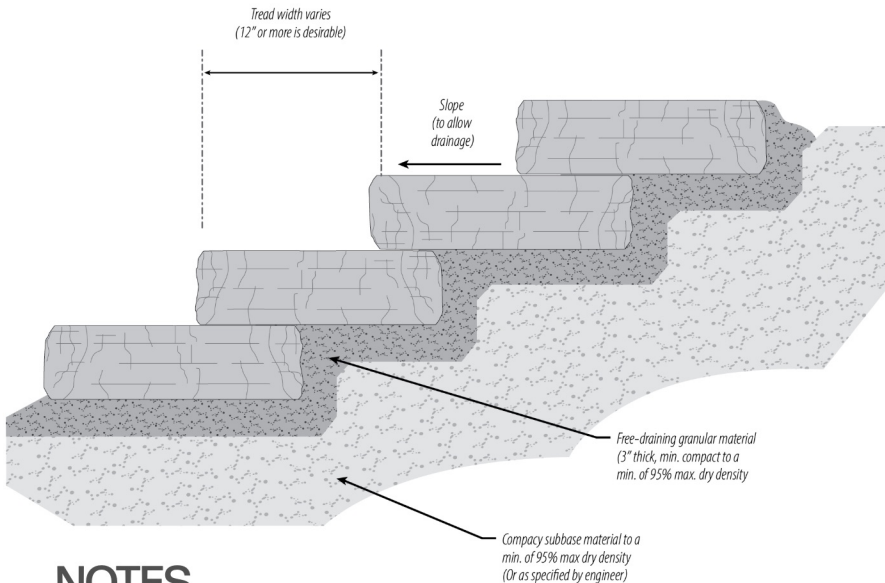 Tread width varies
(12" or more is desirable)
Slope
(to allow
drainage)
Free-draining granular material
(3" thick, min. compact to a
min. of 95% max. dry density
Compacy subbase material to a
min. of 95% max dry density
(Or as specified by engineer)
NOTES